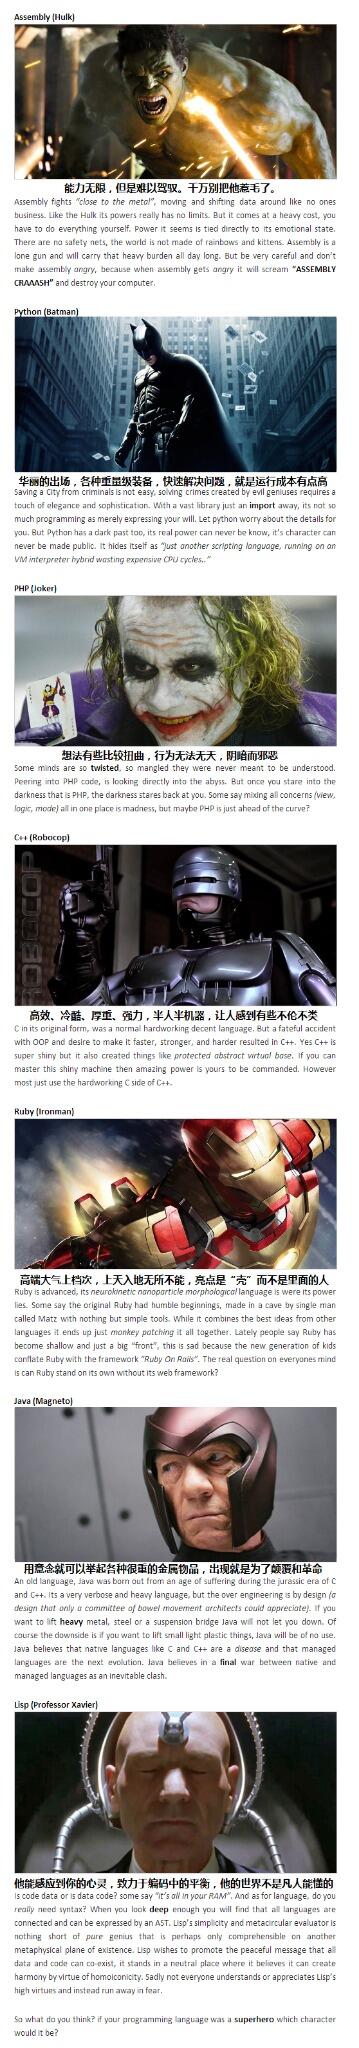 Assembly (Hulk)
能力无限，但是难以驾驭。千万别把他惹毛了。
Assembly fights "close to the metal", moving and shifting data around like no ones
business. Like the Hulk its powers really has no limits. But it comes at a heavy cost, you
have to do everything yourself. Power it seems is tied directly to its emotional state.
There are no safety nets, the world is not made of rainbows and kittens. Assembly is a
lone gun and will carry that heavy burden all day long. But be very careful and don't
make assembly angry, because when assembly gets angry it will scream "ASSEMBLY
CRAAASH" and destroy your computer.
Python (Batman)
华丽的出场，各种重量级装备，快速解决问题，就是运行成本有点高
Saving a City from criminals is not easy, solving crimes created by evil geniuses requires a
touch of elegance and sophistication. With a vast library just an import away, its not so
much programming as merely expressing your will. Let python worry about the details for
you. But Python has a dark past too, its real power can never be know, it's character can
never be made public. It hides itself as "just another scripting language, running on an
VM interpreter hybrid wasting expensive CPU cycles.."
PHP (Joker)
想法有些比较扭曲，行为无法无天，阴暗而邪恶
Some minds are so twisted, so mangled they were never meant to be understood.
Peering into PHP code, is looking directly into the abyss. But once you stare into the
darkness that is PHP, the darkness stares back at you. Some say mixing all concerns (view,
logic, mode) all in one place is madness, but maybe PHP is just ahead of the curve?
C++ (Robocop)
ROBOCOP
高效、冷酷、厚重、强力，半人半机器，让人感到有些不伦不类
C in its original form, was a normal hardworking decent language. But a fateful accident
with OOP and desire to make it faster, stronger, and harder resulted in C++. Yes C++ is
super shiny but it also created things like protected abstract virtual base. If you can
master this shiny machine then amazing power is yours to be commanded. However
most just use the hardworking C side of C++.
Ruby (Ironman)
高端大气上档次，上天入地无所不能，亮点是“壳”而不是里面的人
Ruby is advanced, its neurokinetic nanoparticle morphological language is were its power
lies. Some say the original Ruby had humble beginnings, made in a cave by single man
called Matz with nothing but simple tools. While it combines the best ideas from other
languages it ends up just monkey patching it all together. Lately people say Ruby has
become shallow and just a big "front", this is sad because the new generation of kids
conflate Ruby with the framework "Ruby On Rails". The real question on everyones mind
is can Ruby stand on its own without its web framework?
Java (Magneto)
用意念就可以举起各种很重的金属物品，出现就是为了颠覆和革命
An old language, Java was born out from an age of suffering during the jurassic era of C
and C++. Its a very verbose and heavy language, but the over engineering is by design (a
design that only a committee of bowel movement architects could appreciate). If you
want to lift heavy metal, steel or a suspension bridge Java will not let you down. Of
course the downside is if you want to lift small light plastic things, Java will be of no use.
Java believes that native languages like C and C++ are a disease and that managed
languages are the next evolution. Java believes in a final war between native and
managed languages as an inevitable clash.
Lisp (Professor Xavier)
他能感应到你的心灵，致力于编码中的平衡，他的世界不是凡人能懂的
Is code data or is data code? some say "it's all in your RAM". And as for language, do you
really need syntax? When you look deep enough you will find that all languages are
connected and can be expressed by an AST. Lisp's simplicity and metacircular evaluator is
nothing short of pure genius that is perhaps only comprehensible on another
metaphysical plane of existence. Lisp wishes to promote the peaceful message that all
data and code can co-exist, it stands in a neutral place where it believes it can create
harmony by virtue of homoiconicity. Sadly not everyone understands or appreciates Lisp's
high virtues and instead run away in fear.
So what do you think? if your programming language was a superhero which character
would it be?